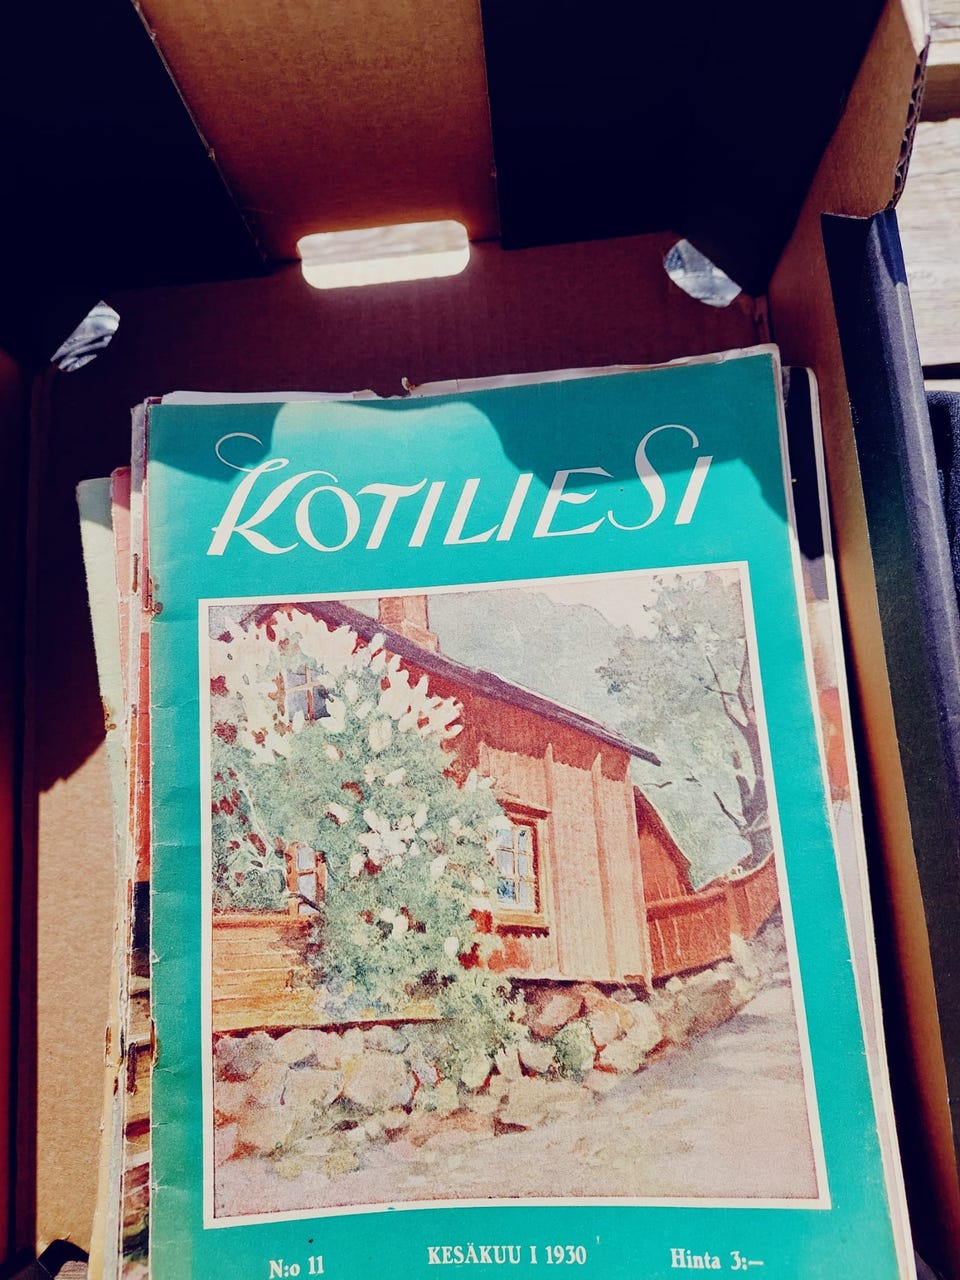 KOTILIESI
N:o 11 KESÄKUU I 1930 Hinta 3:—